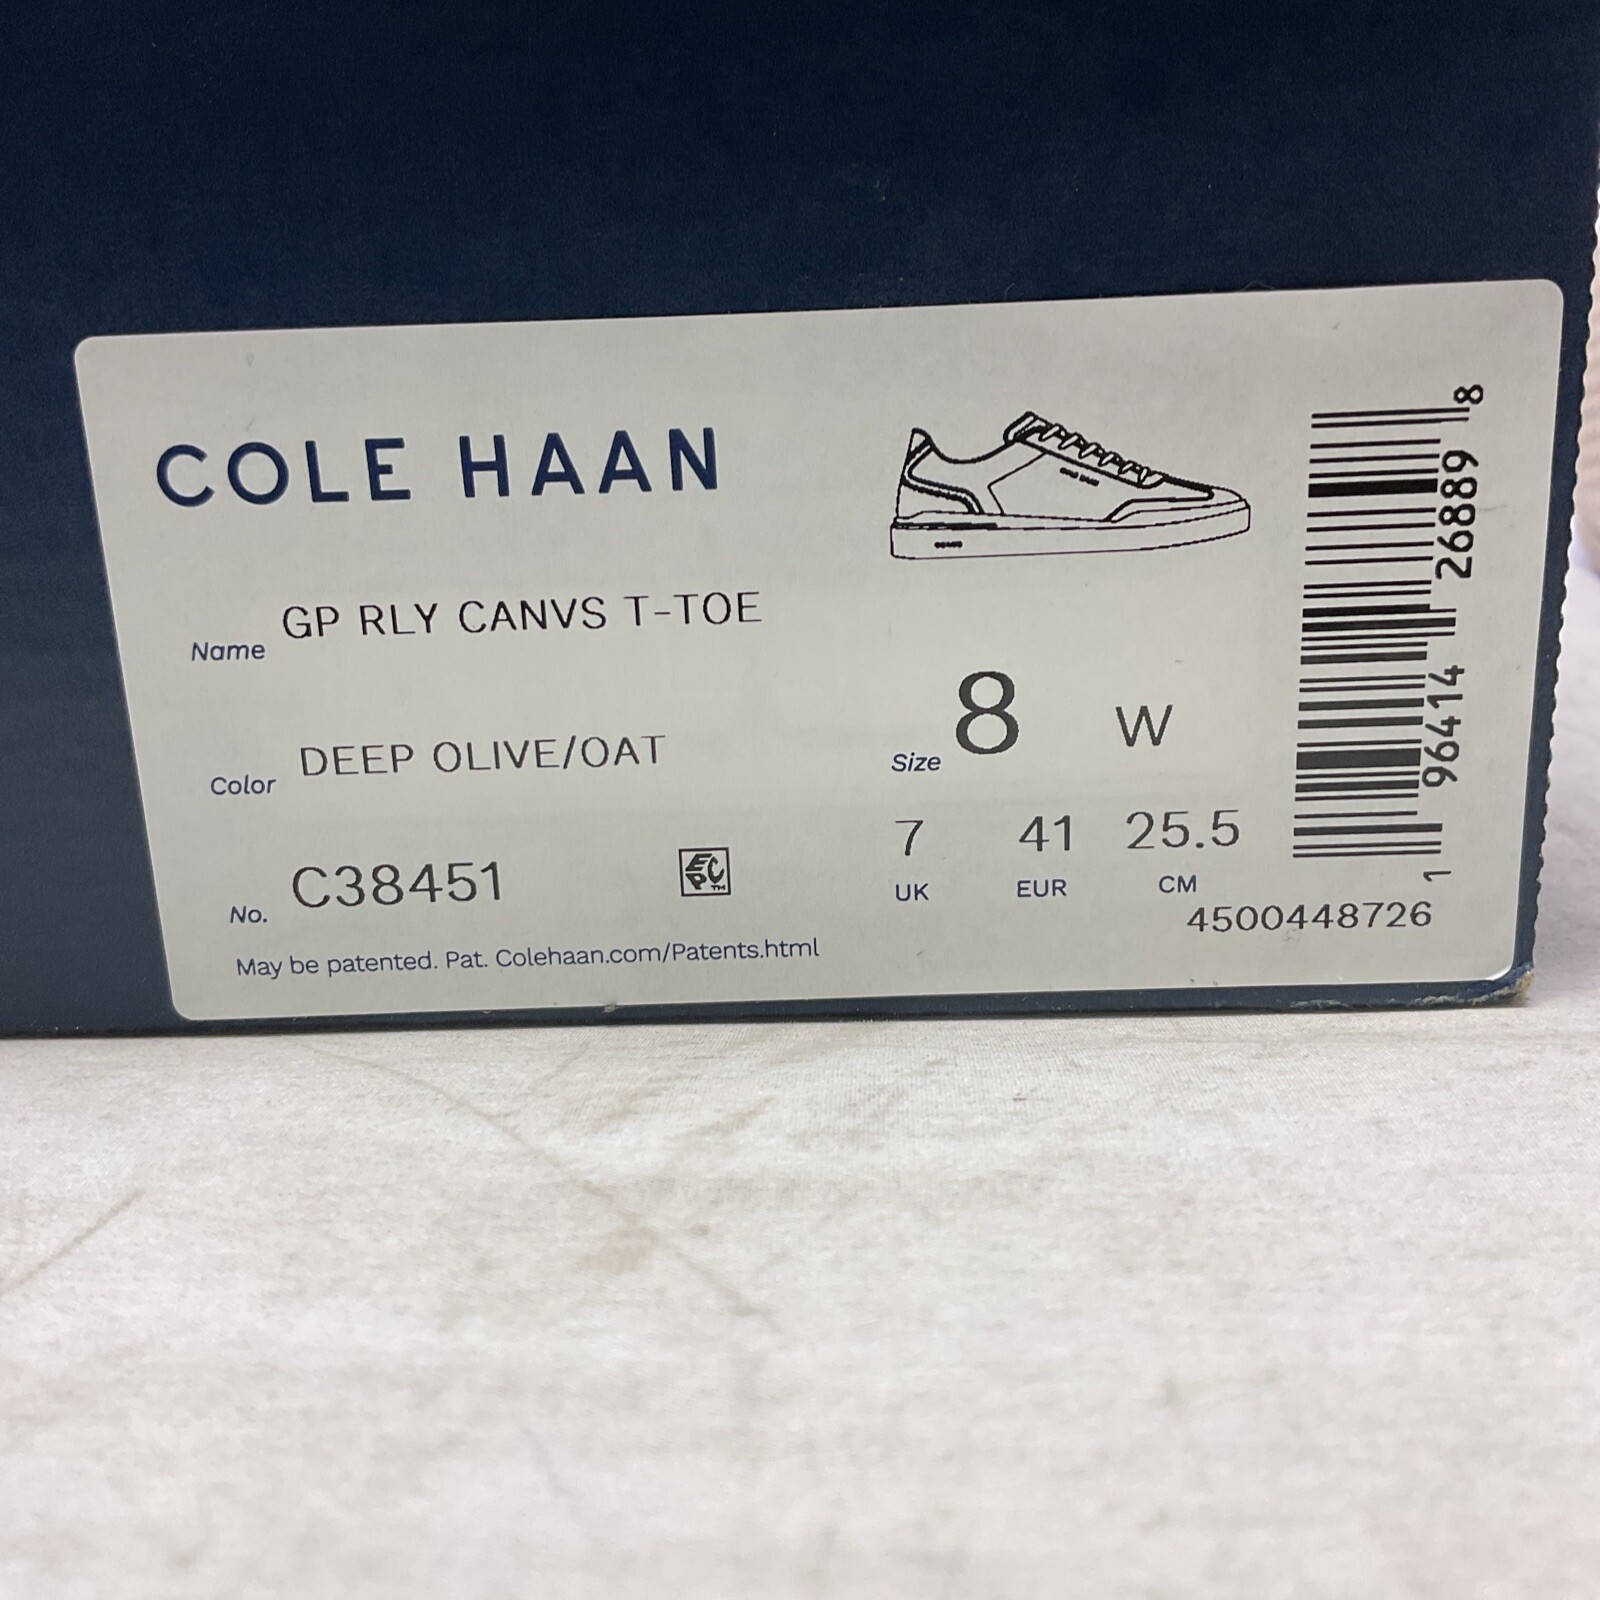 COLE HAAN
Name GP RLY CANVS T-TOE
Color DEEP OLIVE/OAT
No. C38451
EPC™
May be patented. Pat. Colehaan.com/Patents.html
Size 8 W
7 41 25.5
UK EUR CM
4500448726
1 96414 26889 8